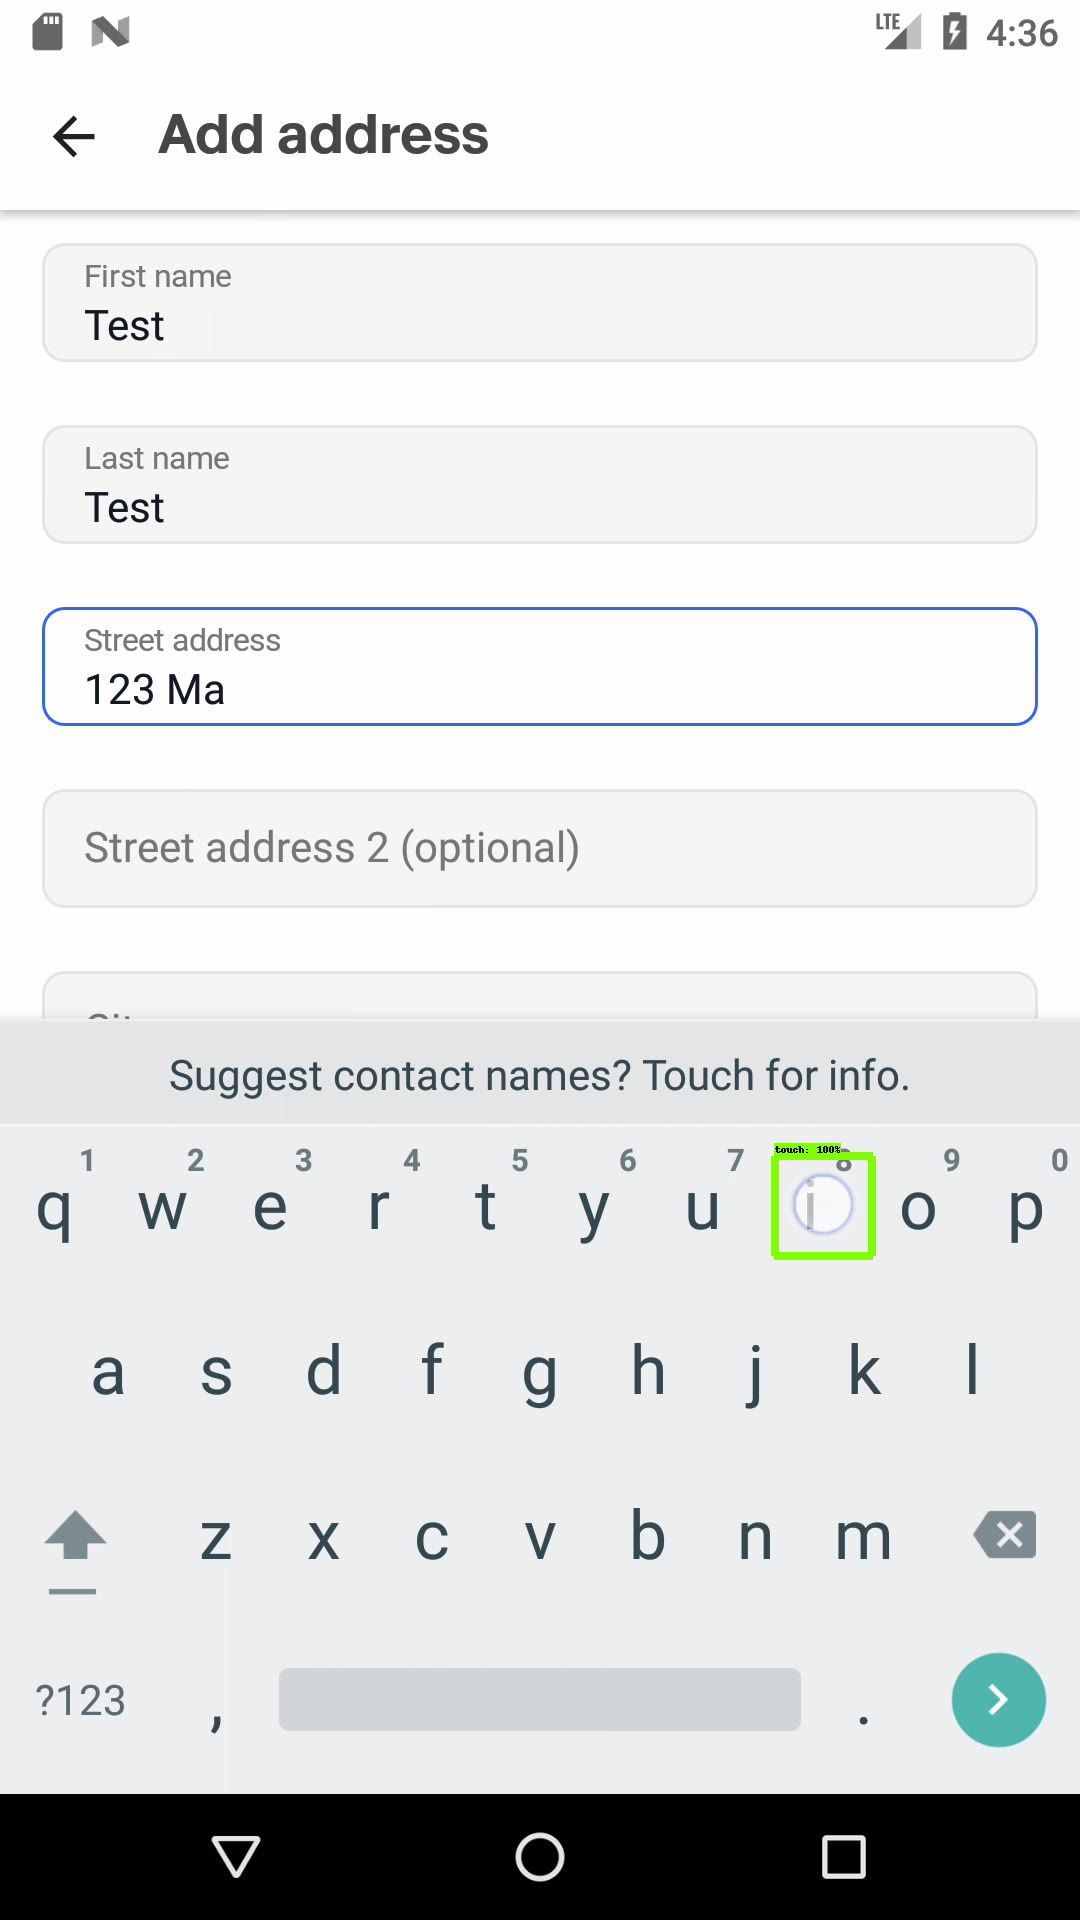 LTE 4:36
Add address
First name
Test
Last name
Test
Street address
123 Ma
Street address 2 (optional)
Suggest contact names? Touch for info.
touch: 100%
1 2 3 4 5 6 7 8 9 0
q w e r t y u i o p
a s d f g h j k l
z x c v b n m
?123 , .